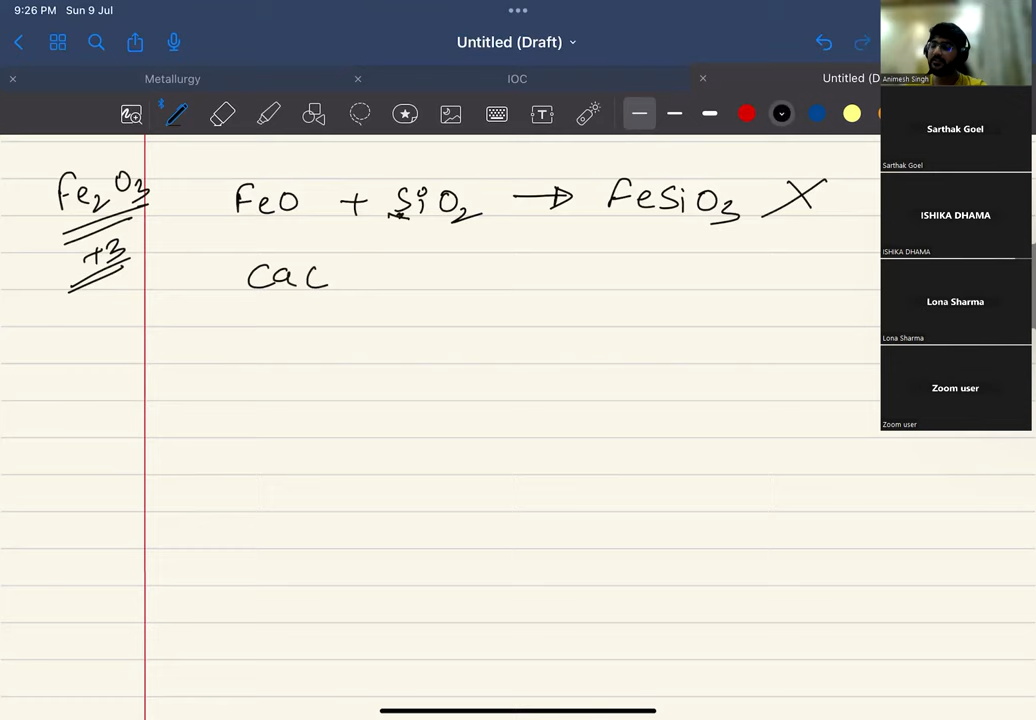 9:26 PM Sun 9 Jul
Untitled (Draft)
Metallurgy
IOC
Untitled (D
Animesh Singh
Sarthak Goel
Sarthak Goel
ISHIKA DHAMA
ISHIKA DHAMA
Lona Sharma
Lona Sharma
Zoom user
Zoom user
Fe₂O₃ FeO + SiO₂ → FeSiO₃ X
+3
CaC